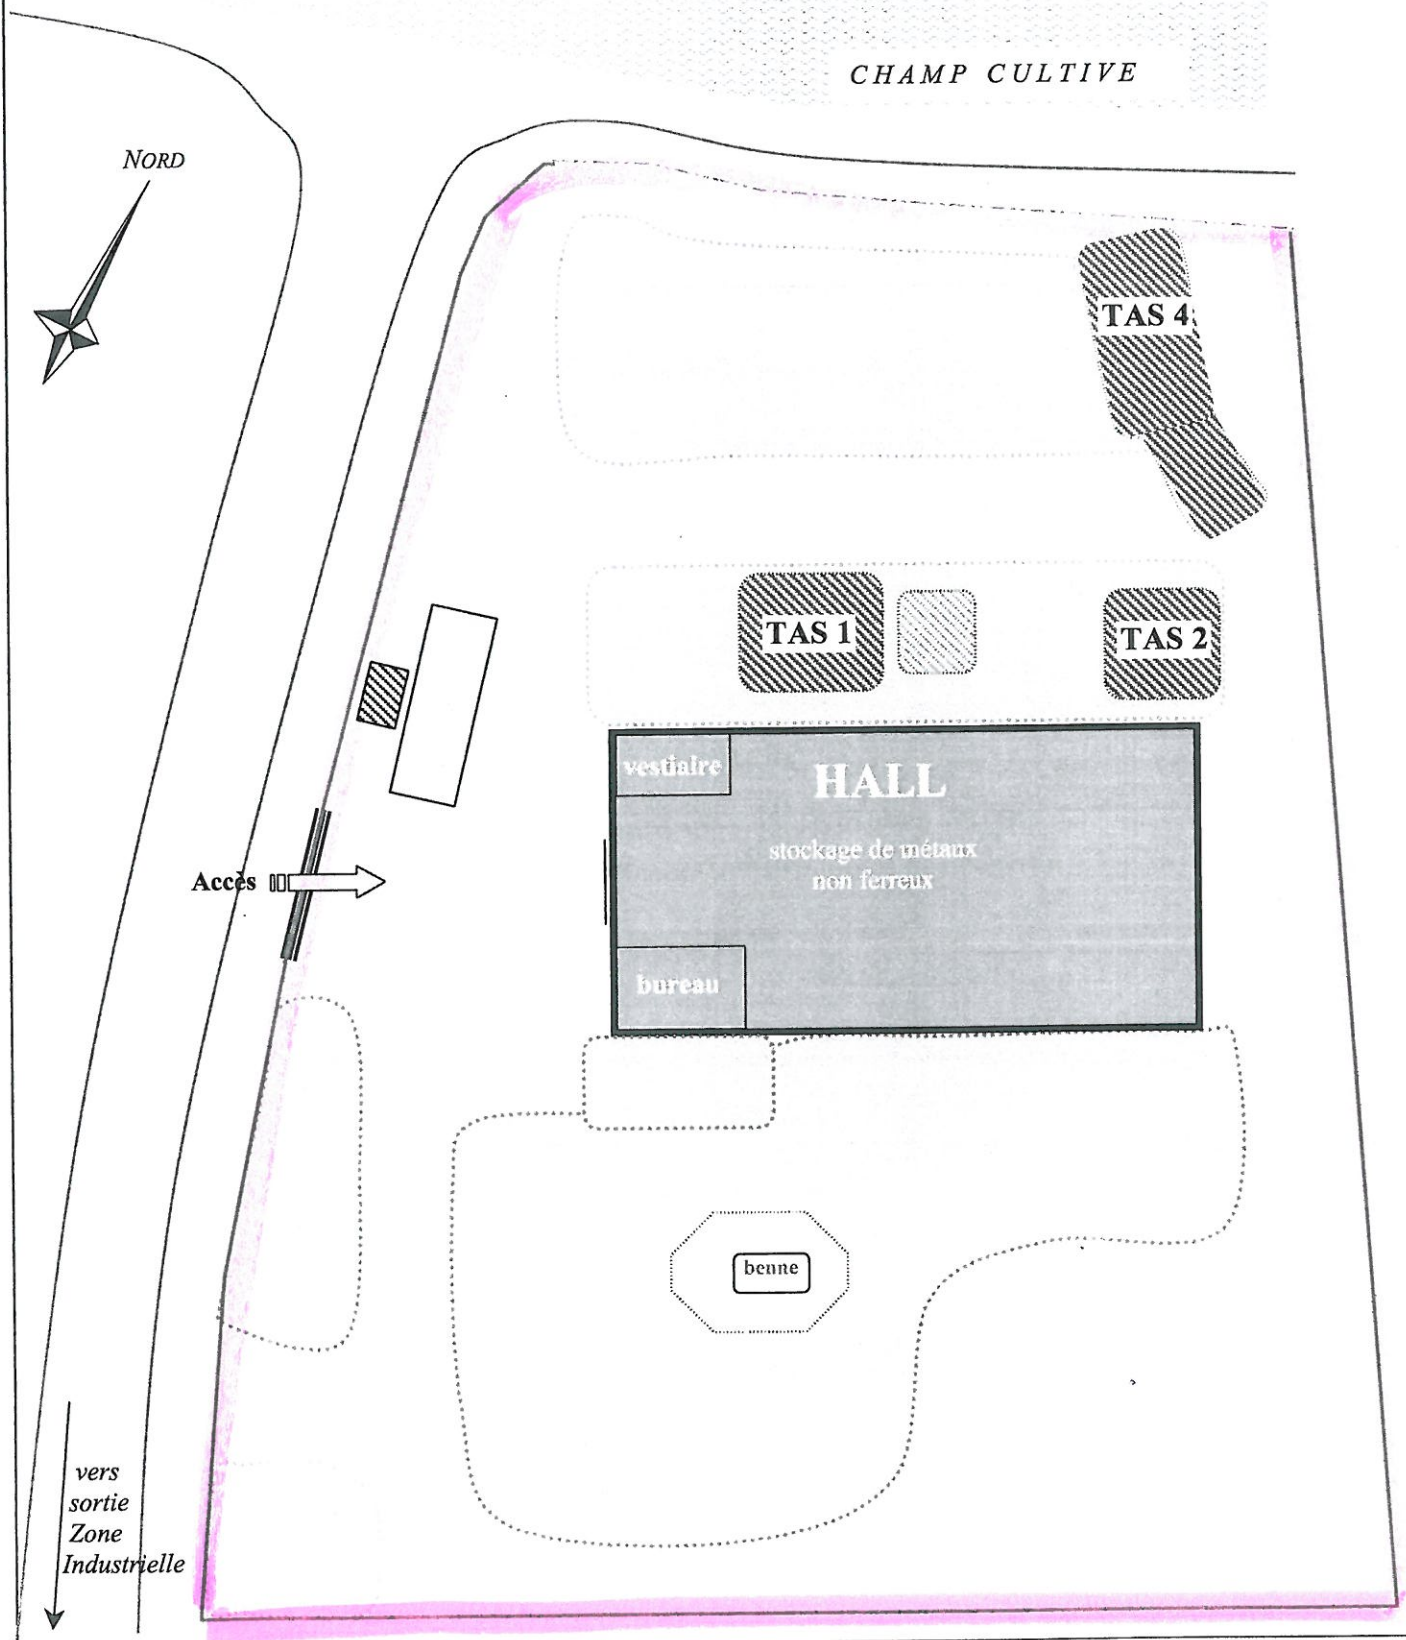 CHAMP CULTIVE
NORD
TAS 4
TAS 1
TAS 2
vestiaire
HALL
stockage de métaux
non ferreux
Accès
bureau
benne
vers
sortie
Zone
Industrielle